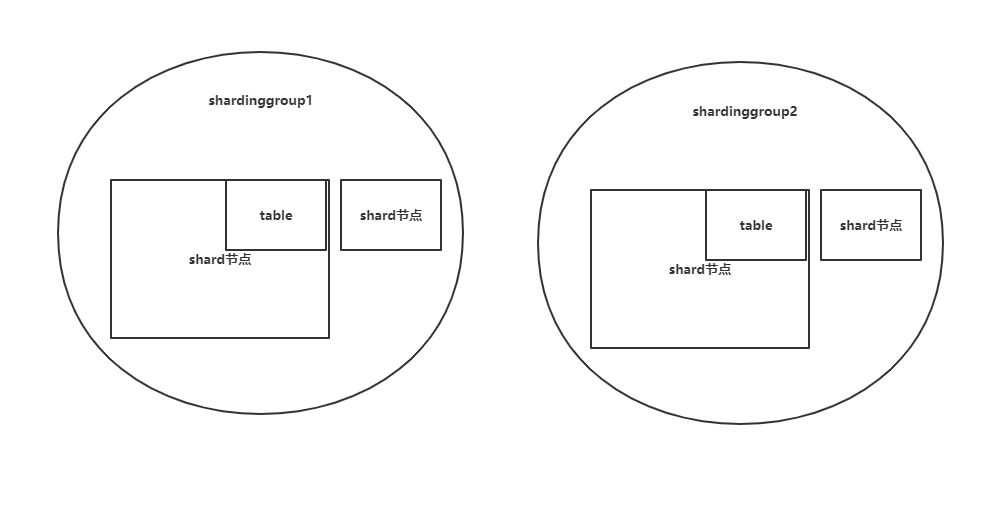 shardinggroup1
table
shard节点
shard节点
shardinggroup2
table
shard节点
shard节点